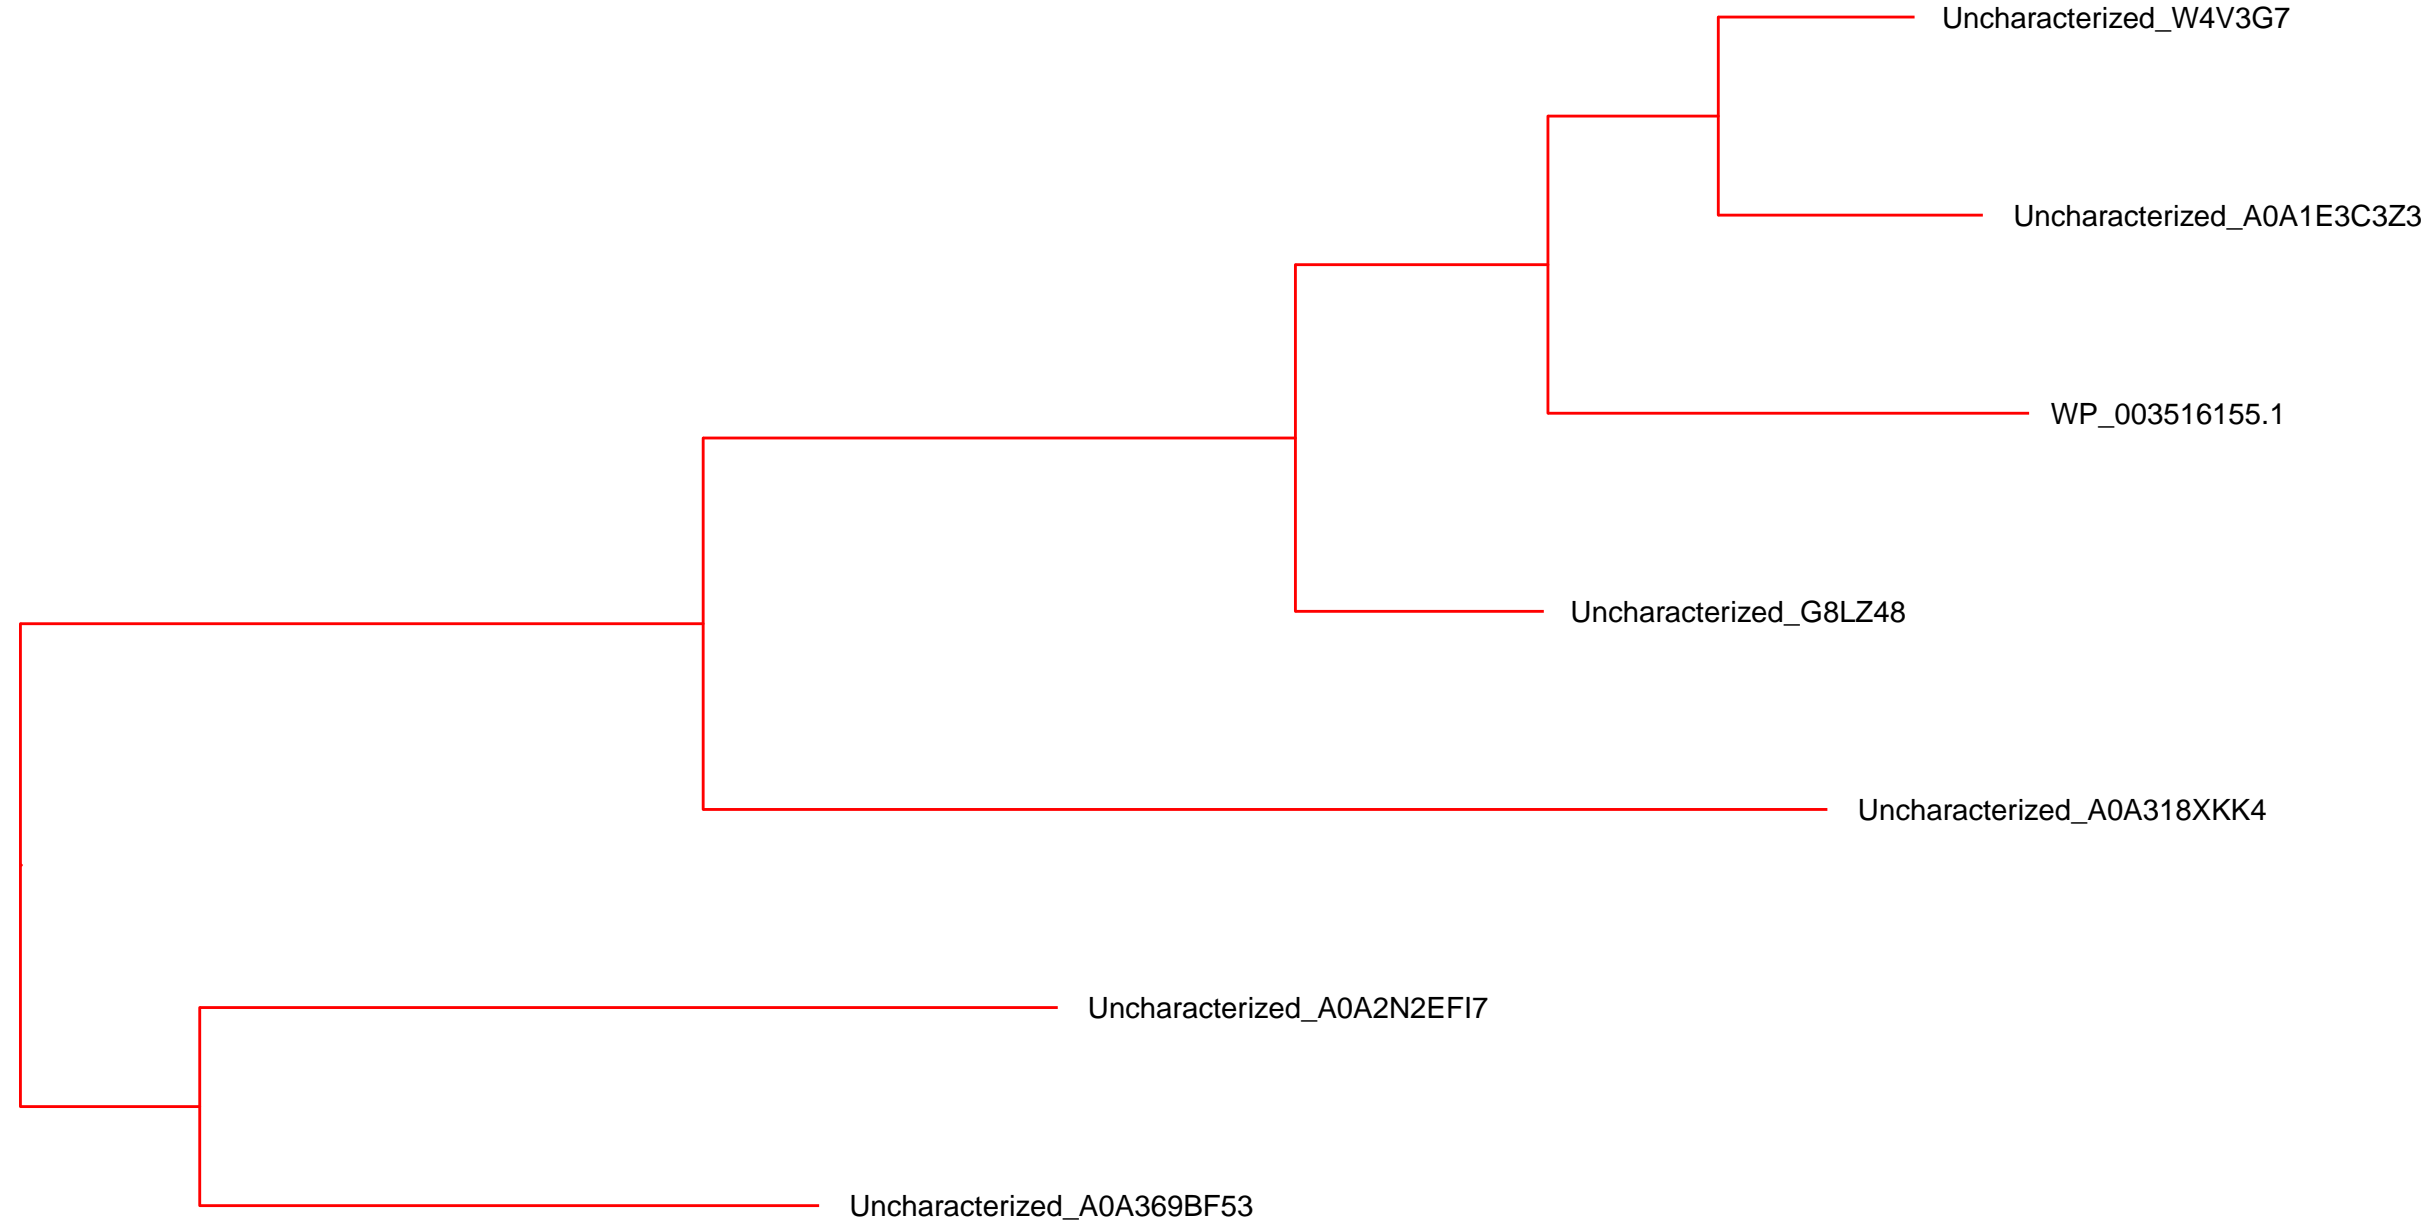 Uncharacterized_W4V3G7
Uncharacterized_A0A1E3C3Z3
WP_003516155.1
Uncharacterized_G8LZ48
Uncharacterized_A0A318XKK4
Uncharacterized_A0A2N2EFI7
Uncharacterized_A0A369BF53